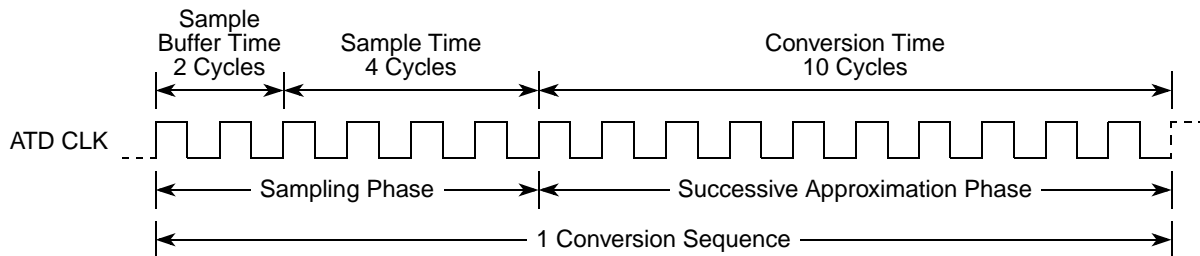 Sample
Buffer Time
2 Cycles
Sample Time
4 Cycles
Conversion Time
10 Cycles
ATD CLK
Sampling Phase
Successive Approximation Phase
1 Conversion Sequence